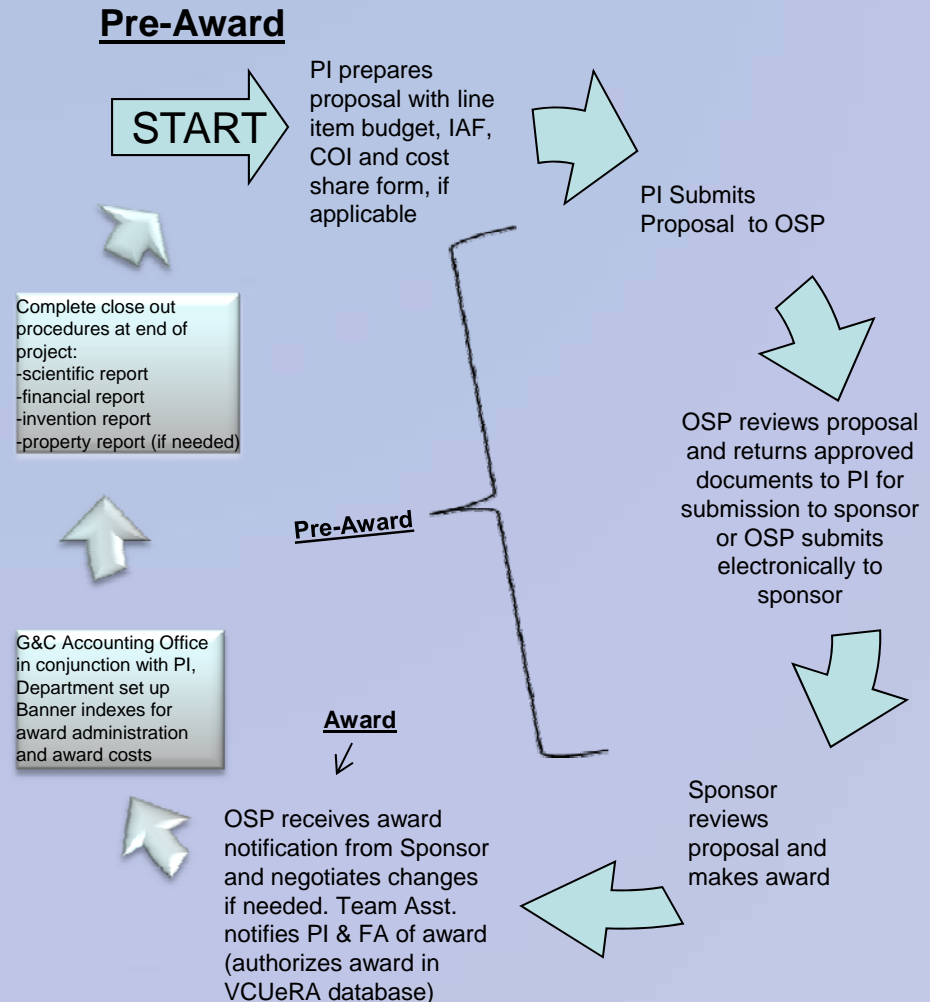 Pre-Award
START
PI prepares
proposal with line
item budget, IAF,
COI and cost
share form, if
applicable
PI Submits
Proposal to OSP
OSP reviews proposal
and returns approved
documents to PI for
submission to sponsor
or OSP submits
electronically to
sponsor
Pre-Award
Sponsor
reviews
proposal and
makes award
Award
OSP receives award
notification from Sponsor
and negotiates changes
if needed. Team Asst.
notifies PI & FA of award
(authorizes award in
VCUeRA database)
G&C Accounting Office
in conjunction with PI,
Department set up
Banner indexes for
award administration
and award costs
Complete close out
procedures at end of
project:
-scientific report
-financial report
-invention report
-property report (if needed)